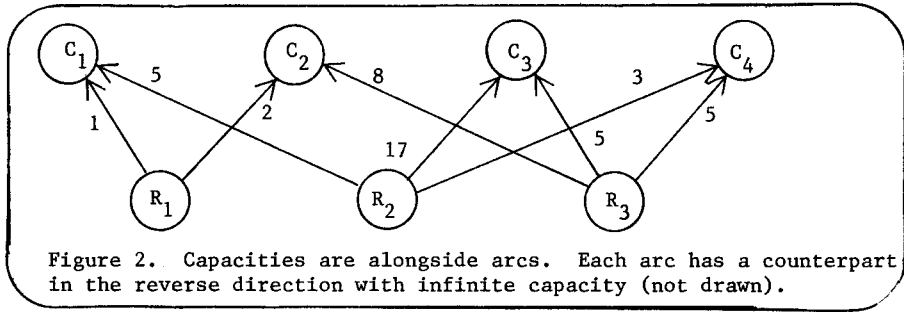 C1 C2 C3 C4
5 8 3
1 2 5 5
17
R1 R2 R3
Figure 2. Capacities are alongside arcs. Each arc has a counterpart
in the reverse direction with infinite capacity (not drawn).